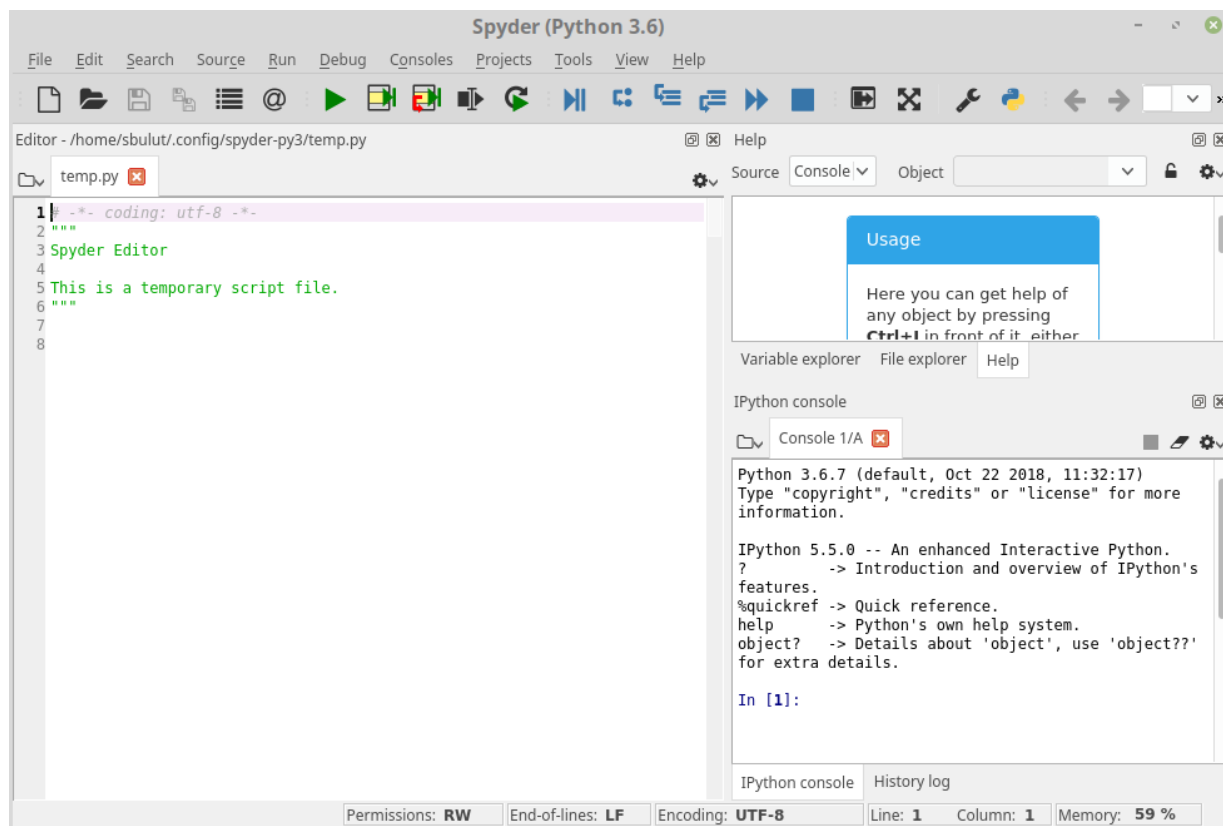 Spyder (Python 3.6)
File Edit Search Source Run Debug Consoles Projects Tools View Help
Editor - /home/sbulut/.config/spyder-py3/temp.py
temp.py
1 # -*- coding: utf-8 -*-
2 """
3 Spyder Editor
4
5 This is a temporary script file.
6 """
7
8
Help
Source Console Object
Usage
Here you can get help of
any object by pressing
Ctrl+I in front of it, either
Variable explorer File explorer Help
IPython console
Console 1/A
Python 3.6.7 (default, Oct 22 2018, 11:32:17)
Type "copyright", "credits" or "license" for more
information.
IPython 5.5.0 -- An enhanced Interactive Python.
? -> Introduction and overview of IPython's
features.
%quickref -> Quick reference.
help -> Python's own help system.
object? -> Details about 'object', use 'object??'
for extra details.
In [1]:
IPython console History log
Permissions: RW End-of-lines: LF Encoding: UTF-8 Line: 1 Column: 1 Memory: 59 %